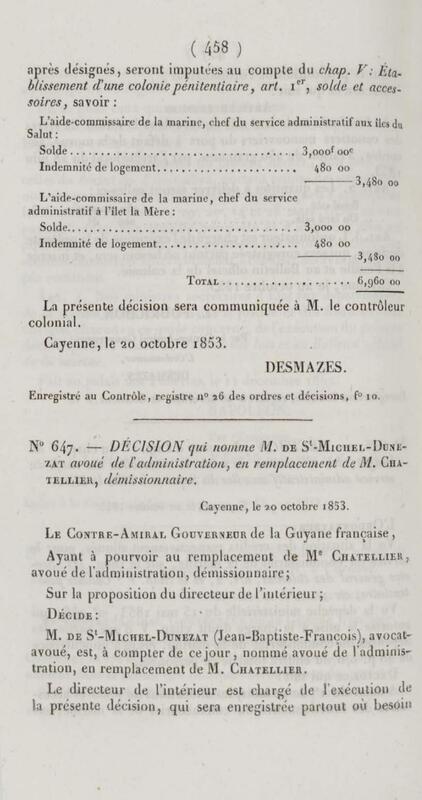 ( 458 )
après désignés, seront imputées au compte du chap. V : Éta-
blissement d'une colonie pénitentiaire, art. 1er, solde et acces-
soires, savoir :
L'aide-commissaire de la marine, chef du service administratif aux îles du
Salut :
Solde........................................ 3,000f 00c
Indemnité de logement........................ 480 00
3,480 00
L'aide-commissaire de la marine, chef du service
administratif à l'îlet la Mère :
Solde........................................ 3,000 00
Indemnité de logement........................ 480 00
3,480 00
TOTAL..................... 6,960 00
La présente décision sera communiquée à M. le contrôleur
colonial.
Cayenne, le 20 octobre 1853.
DESMAZES.
Enregistré au Contrôle, registre n° 26 des ordres et décisions, f° 10.
N° 647. — DÉCISION qui nomme M. DE St-MICHEL-DUNE-
ZAT avoué de l'administration, en remplacement de M. CHA-
TELLIER, démissionnaire.
Cayenne, le 20 octobre 1853.
LE CONTRE-AMIRAL GOUVERNEUR de la Guyane française,
Ayant à pourvoir au remplacement de Me CHATELLIER,
avoué de l'administration, démissionnaire ;
Sur la proposition du directeur de l'intérieur ;
DÉCIDE :
M. DE St-MICHEL-DUNEZAT (Jean-Baptiste-François), avocat-
avoué, est, à compter de ce jour, nommé avoué de l'adminis-
tration, en remplacement de M. CHATELLIER.
Le directeur de l'intérieur est chargé de l'exécution de
la présente décision, qui sera enregistrée partout où besoin